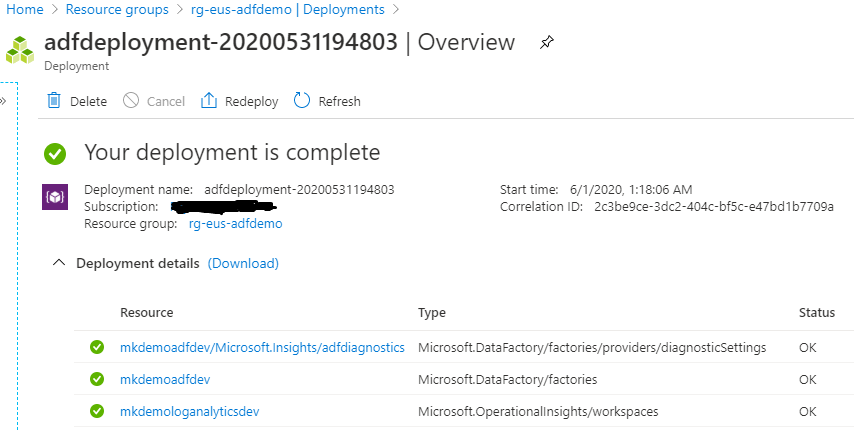 Home > Resource groups > rg-eus-adfdemo | Deployments >
adfdeployment-20200531194803 | Overview
Deployment
» Delete Cancel Redeploy Refresh
Your deployment is complete
Deployment name: adfdeployment-20200531194803 Start time: 6/1/2020, 1:18:06 AM
Subscription: Correlation ID: 2c3be9ce-3dc2-404c-bf5c-e47bd1b7709a
Resource group: rg-eus-adfdemo
Deployment details (Download)
Resource Type Status
mkdemoadfdev/Microsoft.Insights/adfdiagnostics Microsoft.DataFactory/factories/providers/diagnosticSettings OK
mkdemoadfdev Microsoft.DataFactory/factories OK
mkdemologanalyticsdev Microsoft.OperationalInsights/workspaces OK